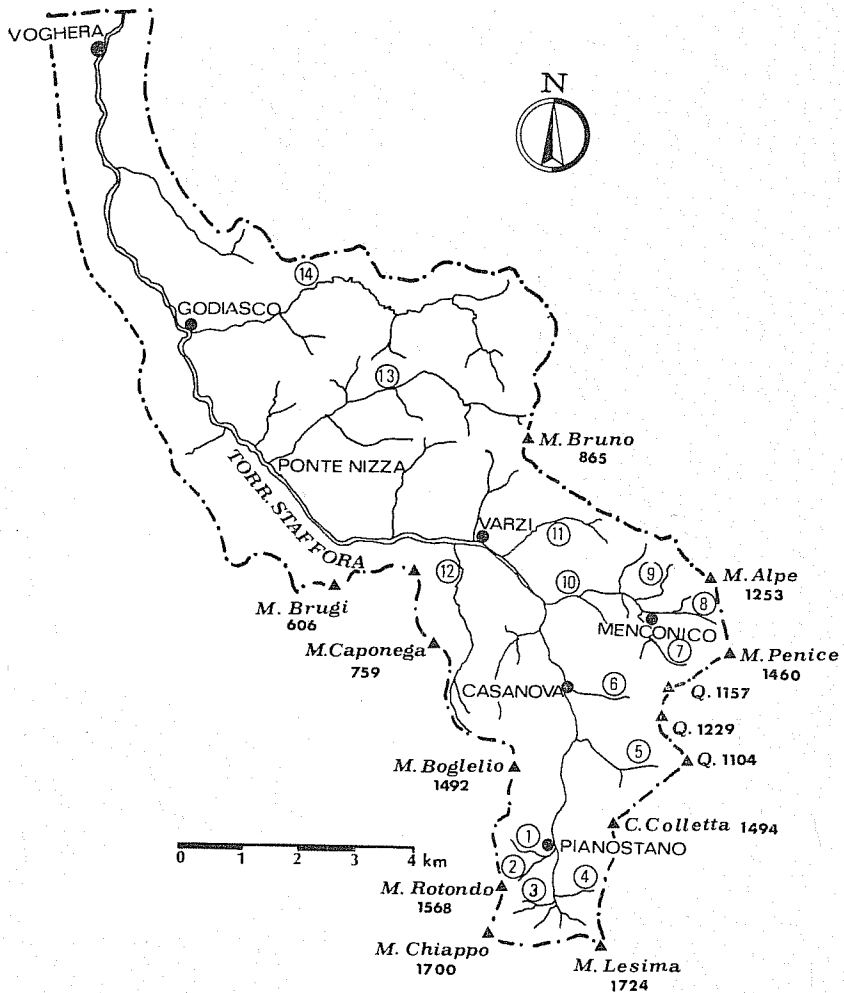 VOGHERA
N
14
GODIASCO
13
M. Bruno
865
PONTE NIZZA
TORR. STAFFORA
VARZI
11
12
10
9
M. Alpe
1253
8
M. Brugi
606
MENCONICO
M. Caponega
759
7
M. Penice
1460
CASANOVA
6
Q. 1157
Q. 1229
5
Q. 1104
M. Boglelio
1492
C. Colletta 1494
1
PIANOSTANO
0 1 2 3 4 km
2
4
M. Rotondo
1568
3
M. Chiappo
1700
M. Lesima
1724